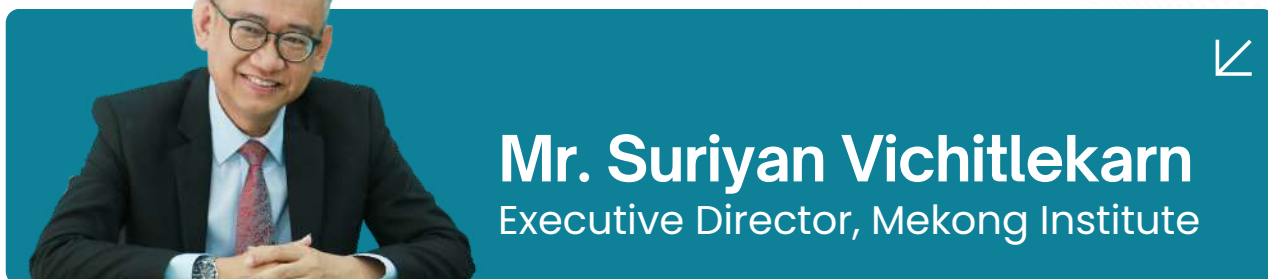 Mr. Suriyan Vichitlekarn
Executive Director, Mekong Institute